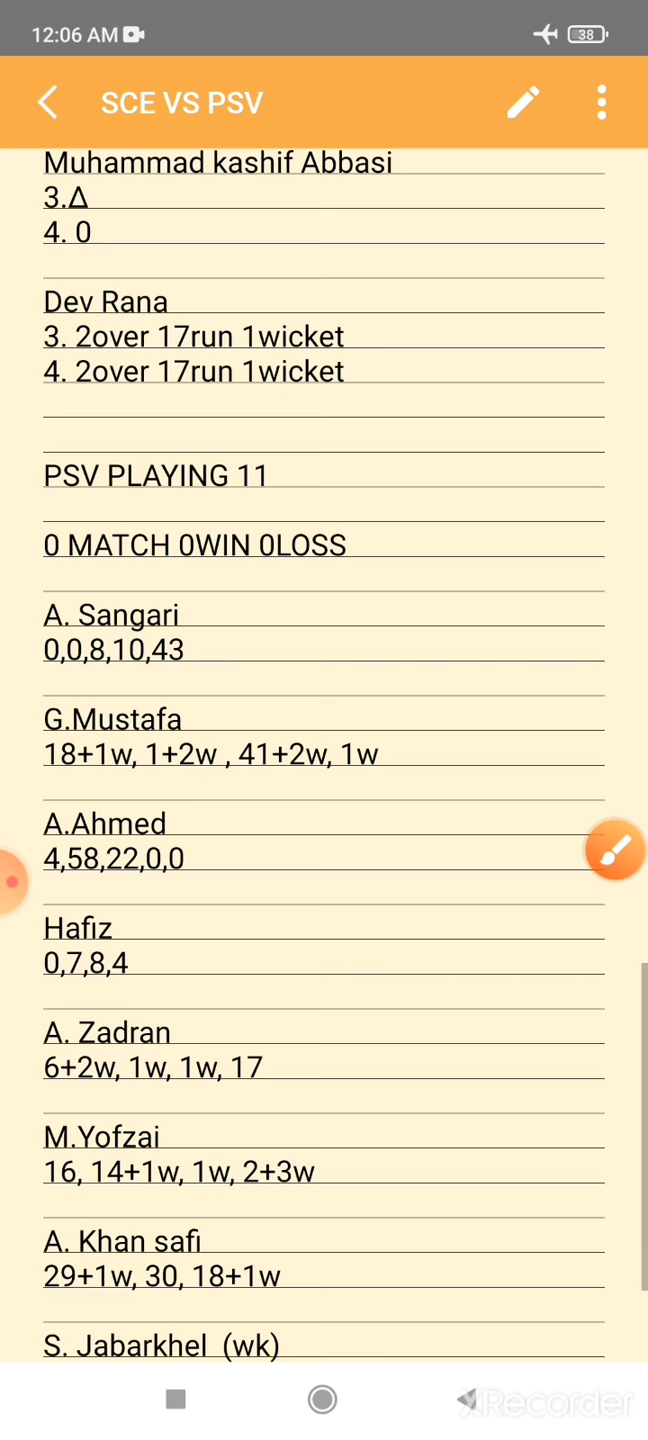 12:06 AM
38
SCE VS PSV
Muhammad kashif Abbasi
3.Δ
4. 0
Dev Rana
3. 2over 17run 1wicket
4. 2over 17run 1wicket
PSV PLAYING 11
0 MATCH 0WIN 0LOSS
A. Sangari
0,0,8,10,43
G.Mustafa
18+1w, 1+2w , 41+2w, 1w
A.Ahmed
4,58,22,0,0
Hafiz
0,7,8,4
A. Zadran
6+2w, 1w, 1w, 17
M.Yofzai
16, 14+1w, 1w, 2+3w
A. Khan safi
29+1w, 30, 18+1w
S. Jabarkhel  (wk)
XRecorder